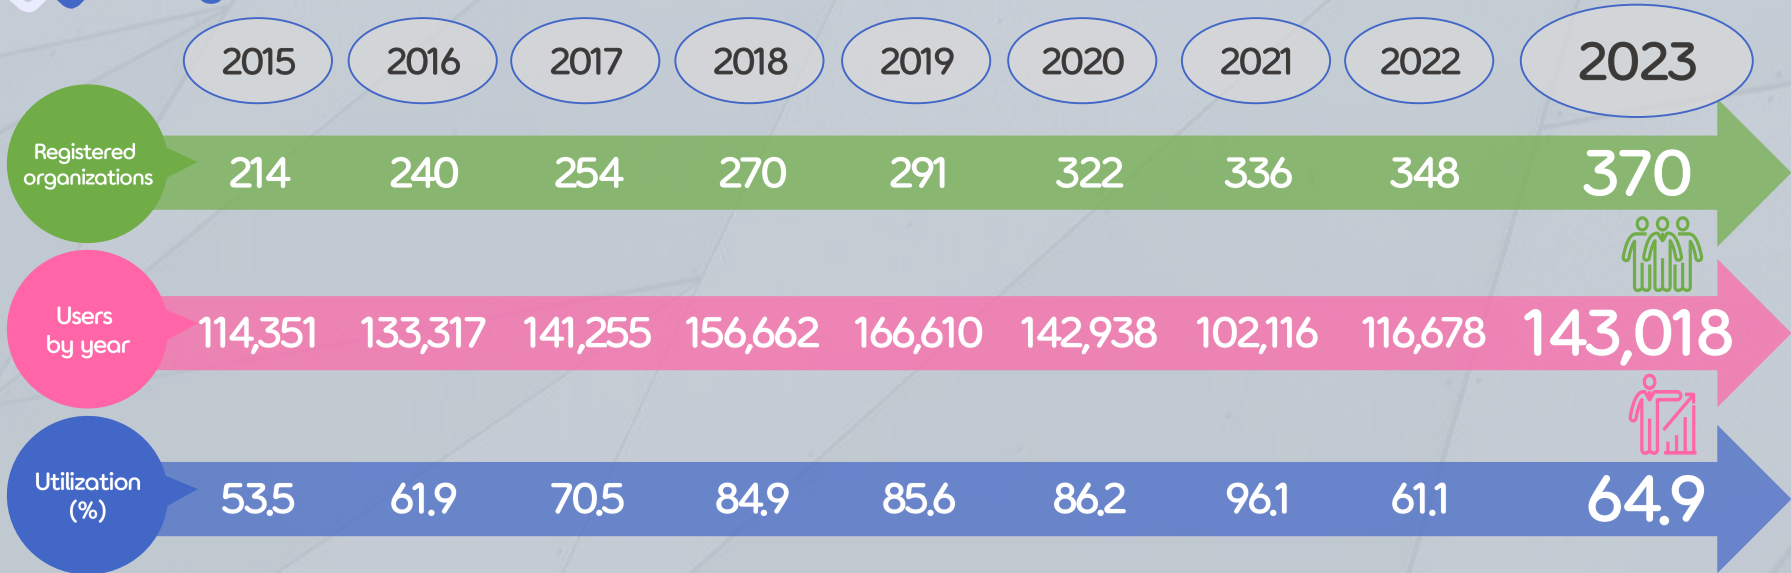 2015 2016 2017 2018 2019 2020 2021 2022 2023
Registered
organizations
214 240 254 270 291 322 336 348 370
Users
by year
114,351 133,317 141,255 156,662 166,610 142,938 102,116 116,678 143,018
Utilization
(%)
53.5 61.9 70.5 84.9 85.6 86.2 96.1 61.1 64.9